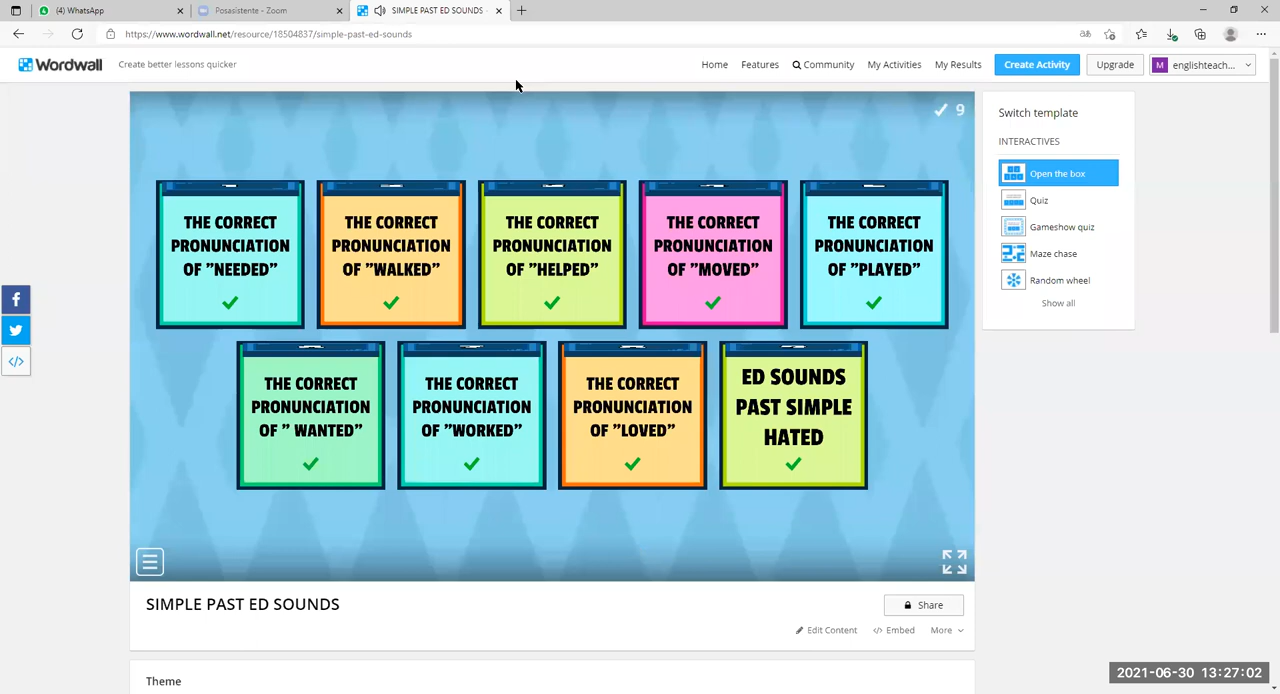 (4) WhatsApp
Posasistente - Zoom
SIMPLE PAST ED SOUNDS -
https://www.wordwall.net/resource/18504837/simple-past-ed-sounds
Wordwall
Create better lessons quicker
Home
Features
Community
My Activities
My Results
Create Activity
Upgrade
M
englishteach...
9
THE CORRECT
PRONUNCIATION
OF "NEEDED"
THE CORRECT
PRONUNCIATION
OF "WALKED"
THE CORRECT
PRONUNCIATION
OF "HELPED"
THE CORRECT
PRONUNCIATION
OF "MOVED"
THE CORRECT
PRONUNCIATION
OF "PLAYED"
THE CORRECT
PRONUNCIATION
OF " WANTED"
THE CORRECT
PRONUNCIATION
OF "WORKED"
THE CORRECT
PRONUNCIATION
OF "LOVED"
ED SOUNDS
PAST SIMPLE
HATED
Switch template
INTERACTIVES
Open the box
Quiz
Gameshow quiz
Maze chase
Random wheel
Show all
SIMPLE PAST ED SOUNDS
Share
Edit Content
</> Embed
More
Theme
2021-06-30 13:27:02